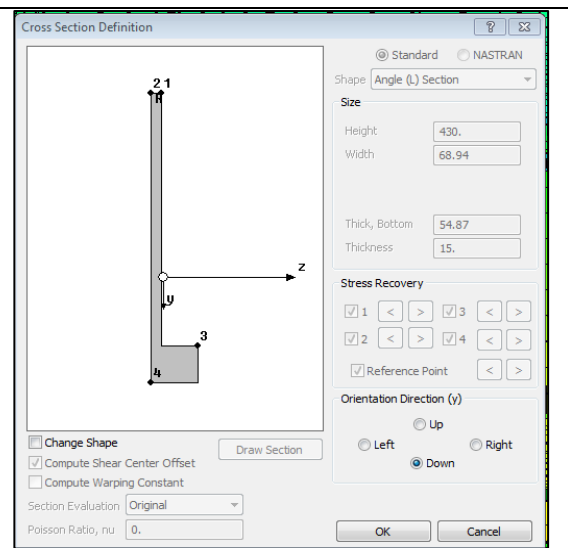 Cross Section Definition
Standard NASTRAN
Shape Angle (L) Section
Size
Height 430.
Width 68.94
Thick, Bottom 54.87
Thickness 15.
Stress Recovery
1 < > 3 < >
2 < > 4 < >
Reference Point < >
Orientation Direction (y)
Up
Left Right
Down
OK Cancel
2 1
R
z
y
3
4
Change Shape
Draw Section
Compute Shear Center Offset
Compute Warping Constant
Section Evaluation Original
Poisson Ratio, nu 0.